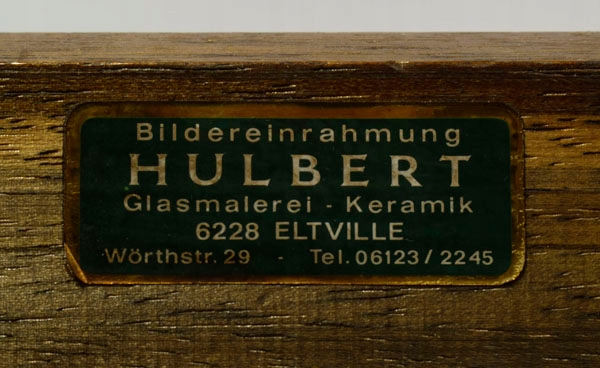 Bildereinrahmung
HULBERT
Glasmalerei - Keramik
6228 ELTVILLE
Wörthstr. 29 - Tel. 06123 / 2245